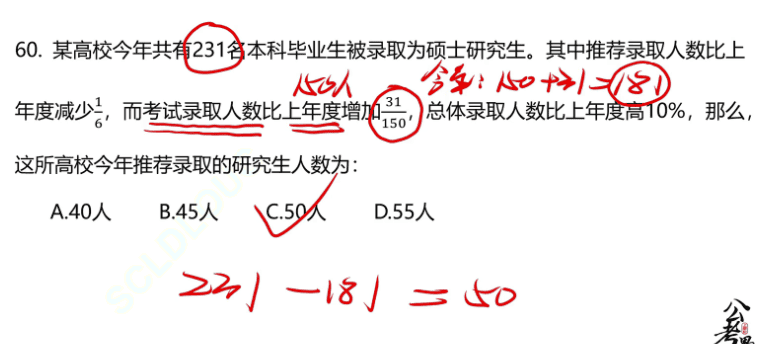 60. 某高校今年共有231名本科毕业生被录取为硕士研究生。其中推荐录取人数比上
150人 今年：150+31=181
年度减少1/6，而考试录取人数比上年度增加31/150，总体录取人数比上年度高10%，那么，
这所高校今年推荐录取的研究生人数为：
A.40人 B.45人 C.50人 D.55人
231-181=50
公考